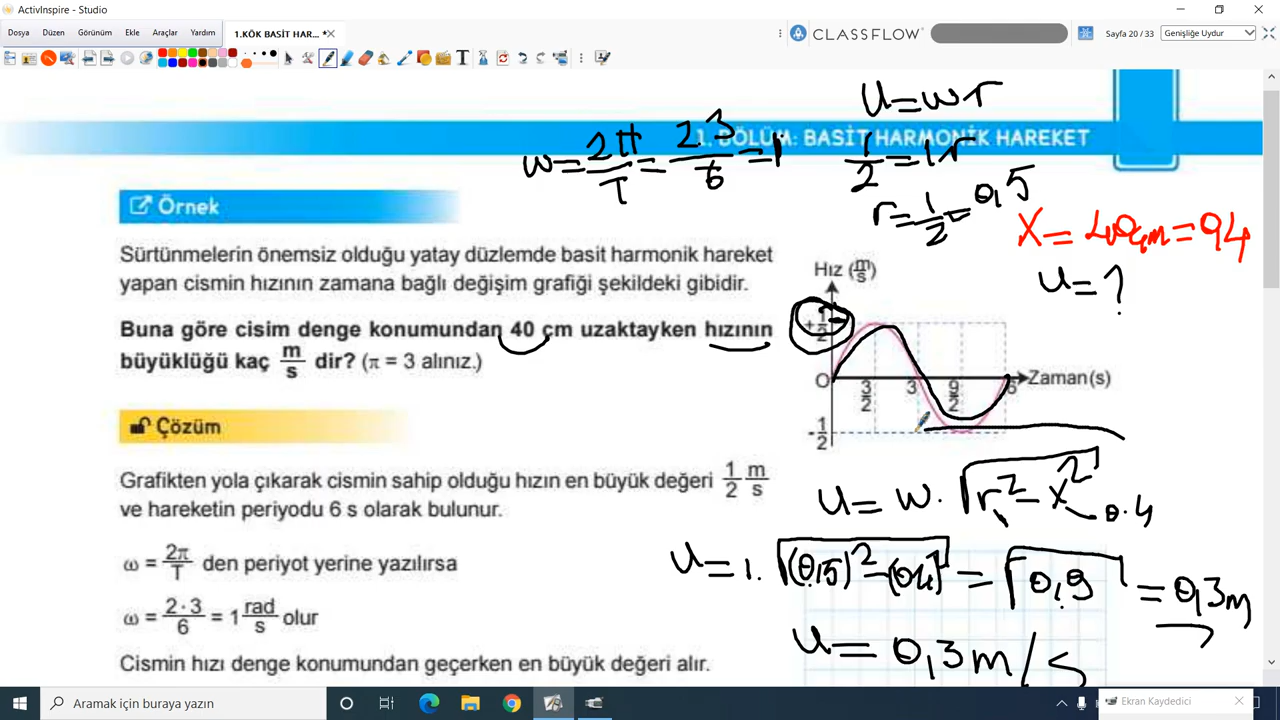 ActivInspire - Studio
Dosya Düzen Görünüm Ekle Araçlar Yardım
1.KÖK BASİT HAR... *
CLASSFLOW
Sayfa 20 / 33
Genişliğe Uydur
1. BÖLÜM: BASİT HARMONİK HAREKET
w = 2π/T = 2.3/6 = 1
U = wr
1/2 = 1 r
r = 1/2 = 0,5
X = 40cm = 94
U = ?
Örnek
Sürtünmelerin önemsiz olduğu yatay düzlemde basit harmonik hareket
yapan cismin hızının zamana bağlı değişim grafiği şekildeki gibidir.
Buna göre cisim denge konumundan 40 cm uzaktayken hızının
büyüklüğü kaç m/s dir? (π = 3 alınız.)
Hız (m/s)
+ 1/2
O 3/2 3 9/2 6 Zaman(s)
- 1/2
Çözüm
Grafikten yola çıkarak cismin sahip olduğu hızın en büyük değeri 1/2 m/s
ve hareketin periyodu 6 s olarak bulunur.
ω = 2π/T den periyot yerine yazılırsa
ω = 2·3/6 = 1 rad/s olur
Cismin hızı denge konumundan geçerken en büyük değeri alır.
U = w. √r² - x²
0.4
U = 1. √(0,5)² - (0,4)² = √0,9 = 0,3m
U = 0,3m/s
Aramak için buraya yazın
Ekran Kaydedici